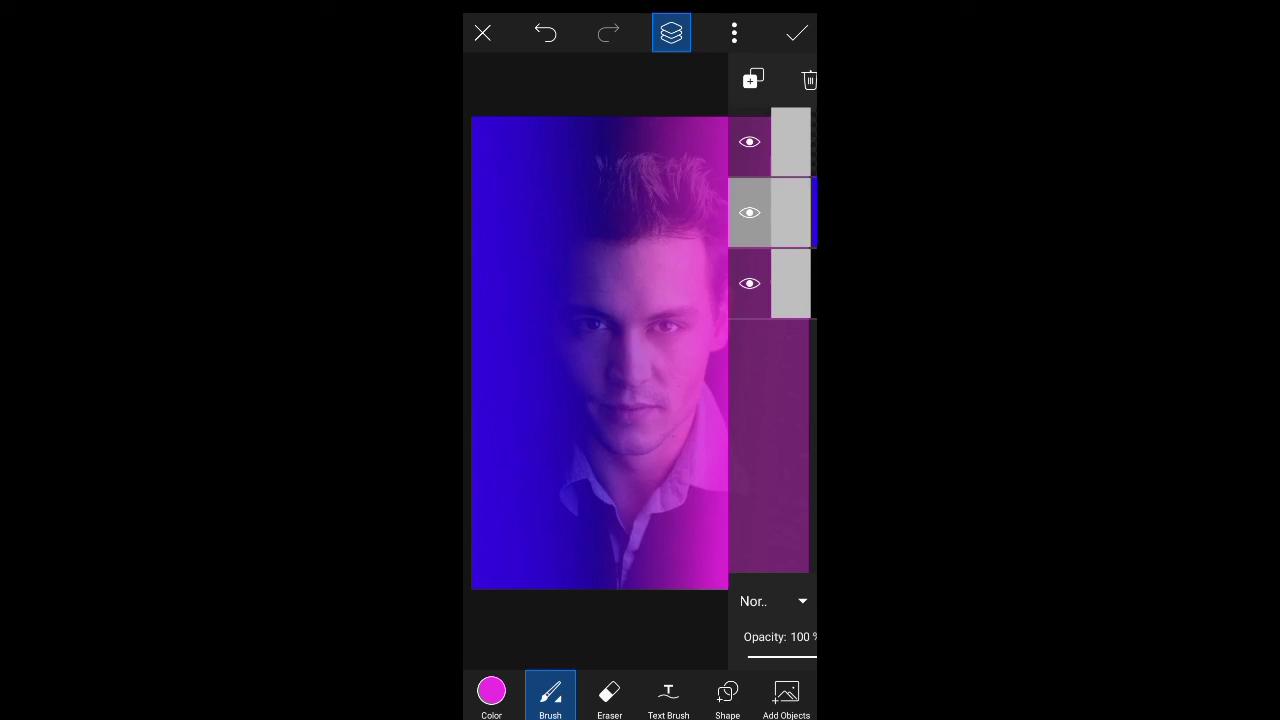 Nor..
Opacity: 100 %
Color
Brush
Eraser
T
Text Brush
Shape
Add Objects